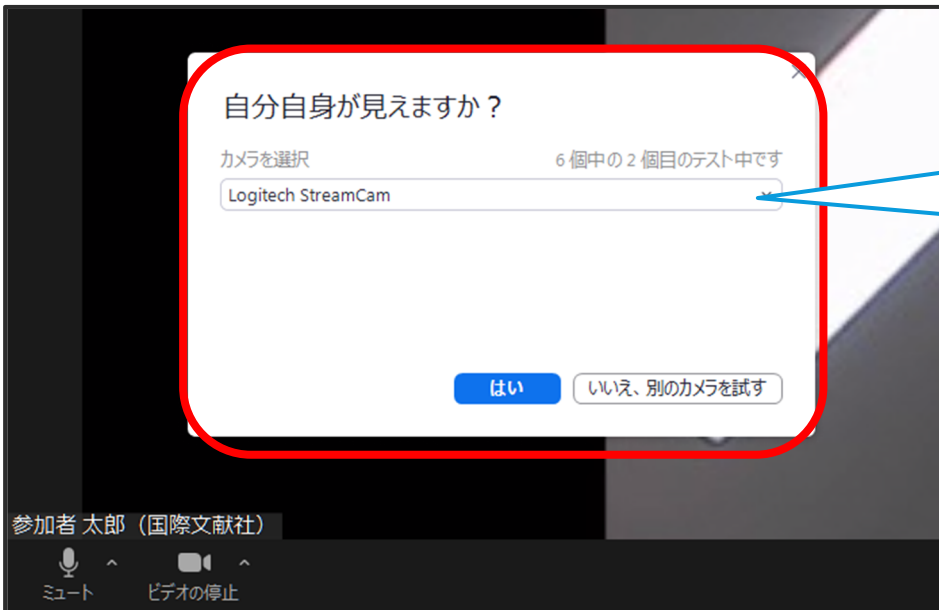 自分自身が見えますか？
カメラを選択
6 個中の 2 個目のテスト中です
Logitech StreamCam
はい
いいえ、別のカメラを試す
参加者 太郎（国際文献社）
ミュート
ビデオの停止